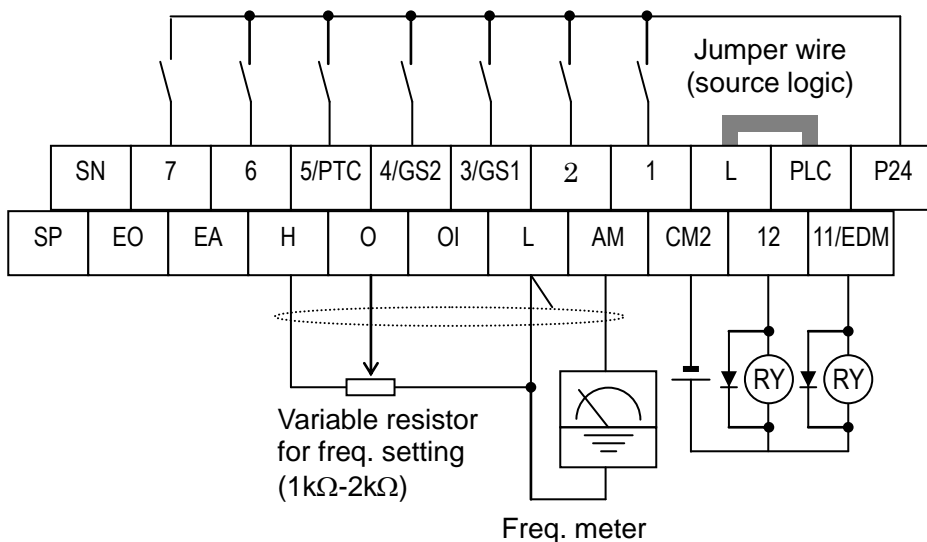 Jumper wire
(source logic)
SN 7 6 5/PTC 4/GS2 3/GS1 2 1 L PLC P24
SP EO EA H O OI L AM CM2 12 11/EDM
RY RY
Variable resistor
for freq. setting
(1kΩ-2kΩ)
Freq. meter